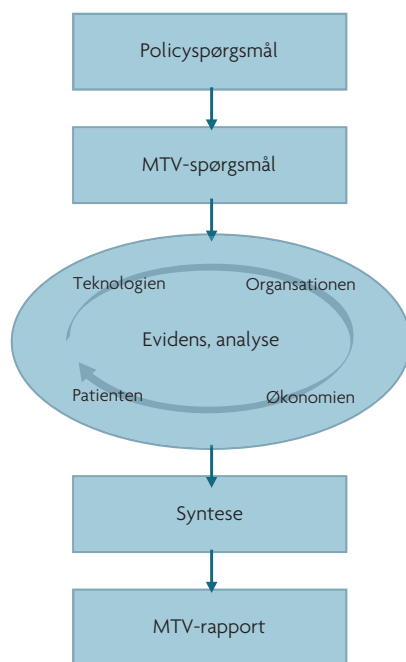 Policyspørgsmål
MTV-spørgsmål
Teknologien
Organsationen
Evidens, analyse
Patienten
Økonomien
Syntese
MTV-rapport